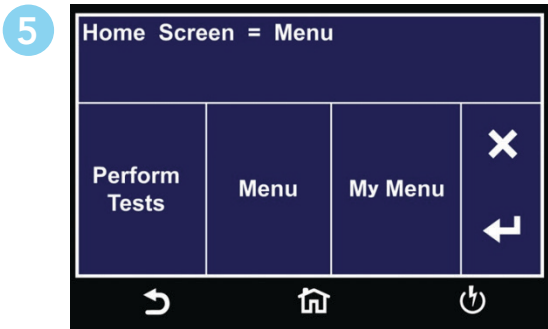 5
Home Screen = Menu
Perform
Tests
Menu
My Menu